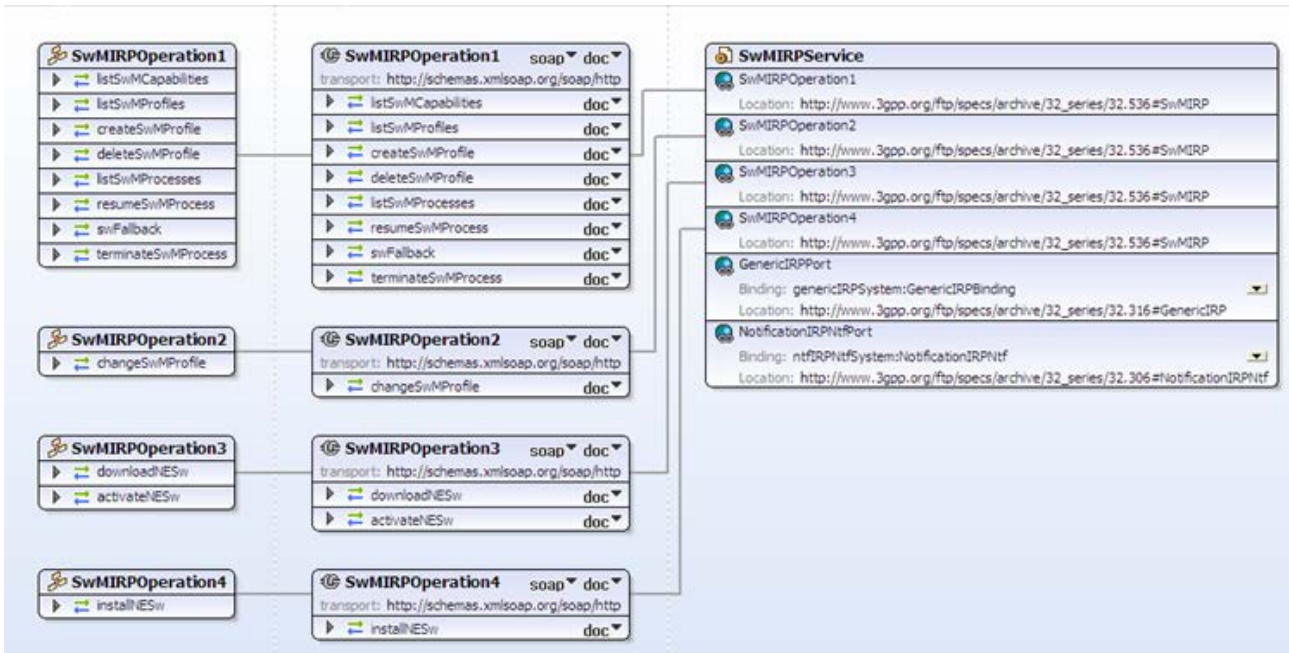 SwMIRPOperation1
listSwMCapabilities
listSwMProfiles
createSwMProfile
deleteSwMProfile
listSwMProcesses
resumeSwMProcess
swFallback
terminateSwMProcess
SwMIRPOperation2
changeSwMProfile
SwMIRPOperation3
downloadNESw
activateNESw
SwMIRPOperation4
installNESw
SwMIRPOperation1 soap doc
transport: http://schemas.xmlsoap.org/soap/http
listSwMCapabilities doc
listSwMProfiles doc
createSwMProfile doc
deleteSwMProfile doc
listSwMProcesses doc
resumeSwMProcess doc
swFallback doc
terminateSwMProcess doc
SwMIRPOperation2 soap doc
transport: http://schemas.xmlsoap.org/soap/http
changeSwMProfile doc
SwMIRPOperation3 soap doc
transport: http://schemas.xmlsoap.org/soap/http
downloadNESw doc
activateNESw doc
SwMIRPOperation4 soap doc
transport: http://schemas.xmlsoap.org/soap/http
installNESw doc
SwMIRPService
SwMIRPOperation1
Location: http://www.3gpp.org/ftp/specs/archive/32_series/32.536#SwMIRP
SwMIRPOperation2
Location: http://www.3gpp.org/ftp/specs/archive/32_series/32.536#SwMIRP
SwMIRPOperation3
Location: http://www.3gpp.org/ftp/specs/archive/32_series/32.536#SwMIRP
SwMIRPOperation4
Location: http://www.3gpp.org/ftp/specs/archive/32_series/32.536#SwMIRP
GenericIRPPort
Binding: genericIRPSystem:GenericIRPBinding
Location: http://www.3gpp.org/ftp/specs/archive/32_series/32.316#GenericIRP
NotificationIRPNtfPort
Binding: ntfIRPNtfSystem:NotificationIRPNtf
Location: http://www.3gpp.org/ftp/specs/archive/32_series/32.306#NotificationIRPNtf